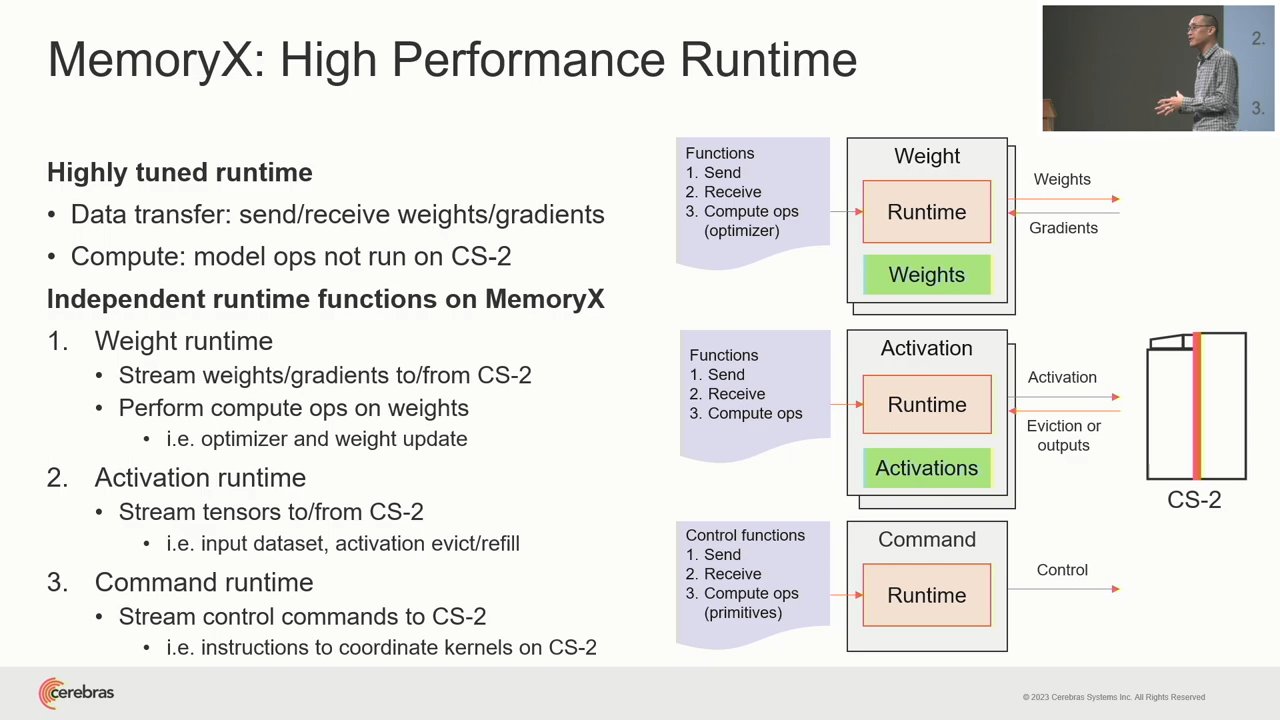 MemoryX: High Performance Runtime
2.
3.
Highly tuned runtime
• Data transfer: send/receive weights/gradients
• Compute: model ops not run on CS-2
Independent runtime functions on MemoryX
1. Weight runtime
• Stream weights/gradients to/from CS-2
• Perform compute ops on weights
• i.e. optimizer and weight update
2. Activation runtime
• Stream tensors to/from CS-2
• i.e. input dataset, activation evict/refill
3. Command runtime
• Stream control commands to CS-2
• i.e. instructions to coordinate kernels on CS-2
Functions
1. Send
2. Receive
3. Compute ops
(optimizer)
Weight
Runtime
Weights
Weights
Gradients
Functions
1. Send
2. Receive
3. Compute ops
Activation
Runtime
Activations
Activation
Eviction or
outputs
CS-2
Control functions
1. Send
2. Receive
3. Compute ops
(primitives)
Command
Runtime
Control
cerebras
© 2023 Cerebras Systems Inc. All Rights Reserved